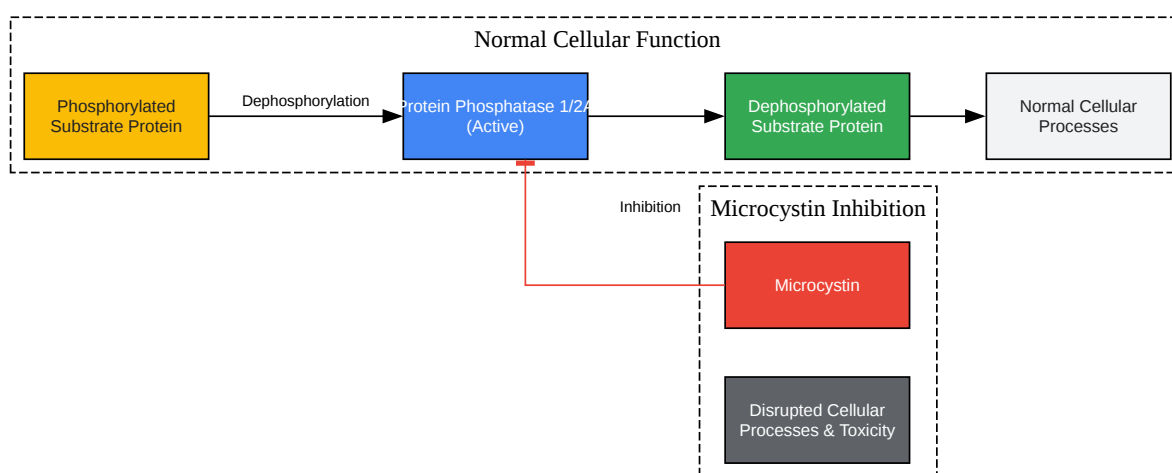 Normal Cellular Function
Phosphorylated
Substrate Protein
Dephosphorylation
Protein Phosphatase 1/2A
(Active)
Dephosphorylated
Substrate Protein
Normal Cellular
Processes
Inhibition
Microcystin Inhibition
Microcystin
Disrupted Cellular
Processes & Toxicity